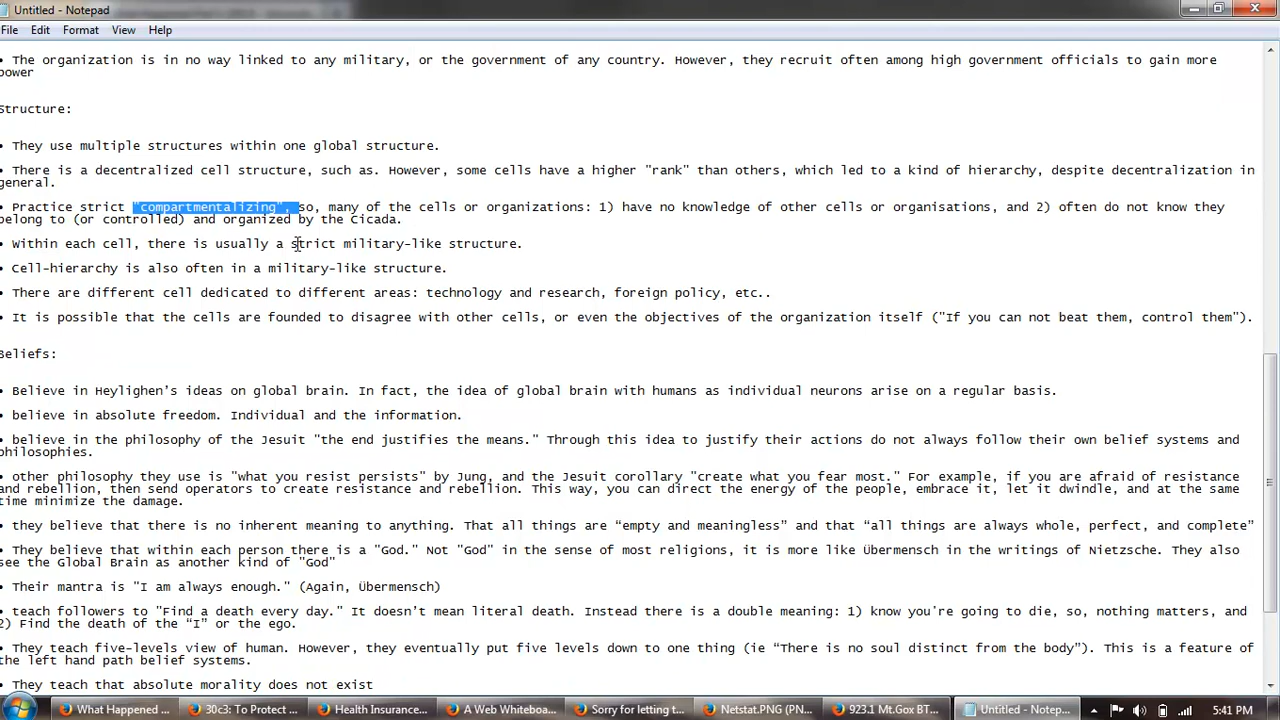 Untitled - Notepad
File Edit Format View Help
• The organization is in no way linked to any military, or the government of any country. However, they recruit often among high government officials to gain more
power
Structure:
• They use multiple structures within one global structure.
• There is a decentralized cell structure, such as. However, some cells have a higher "rank" than others, which led to a kind of hierarchy, despite decentralization in
general.
• Practice strict "compartmentalizing", so, many of the cells or organizations: 1) have no knowledge of other cells or organisations, and 2) often do not know they
belong to (or controlled) and organized by the Cicada.
• Within each cell, there is usually a strict military-like structure.
• Cell-hierarchy is also often in a military-like structure.
• There are different cell dedicated to different areas: technology and research, foreign policy, etc..
• It is possible that the cells are founded to disagree with other cells, or even the objectives of the organization itself ("If you can not beat them, control them").
Beliefs:
• Believe in Heylighen's ideas on global brain. In fact, the idea of global brain with humans as individual neurons arise on a regular basis.
• believe in absolute freedom. Individual and the information.
• believe in the philosophy of the Jesuit "the end justifies the means." Through this idea to justify their actions do not always follow their own belief systems and
philosophies.
• other philosophy they use is "what you resist persists" by Jung, and the Jesuit corollary "create what you fear most." For example, if you are afraid of resistance
and rebellion, then send operators to create resistance and rebellion. This way, you can direct the energy of the people, embrace it, let it dwindle, and at the same
time minimize the damage.
• they believe that there is no inherent meaning to anything. That all things are “empty and meaningless” and that “all things are always whole, perfect, and complete”
• They believe that within each person there is a "God." Not "God" in the sense of most religions, it is more like Übermensch in the writings of Nietzsche. They also
see the Global Brain as another kind of "God"
• Their mantra is "I am always enough." (Again, Übermensch)
• teach followers to "Find a death every day." It doesn’t mean literal death. Instead there is a double meaning: 1) know you're going to die, so, nothing matters, and
2) Find the death of the “I” or the ego.
• They teach five-levels view of human. However, they eventually put five levels down to one thing (ie “There is no soul distinct from the body”). This is a feature of
the left hand path belief systems.
• They teach that absolute morality does not exist
What Happened ... 30c3: To Protect ... Health Insurance... A Web Whiteboa... Sorry for letting t... Netstat.PNG (PN... 923.1 Mt.Gox BT... Untitled - Notep... 5:41 PM